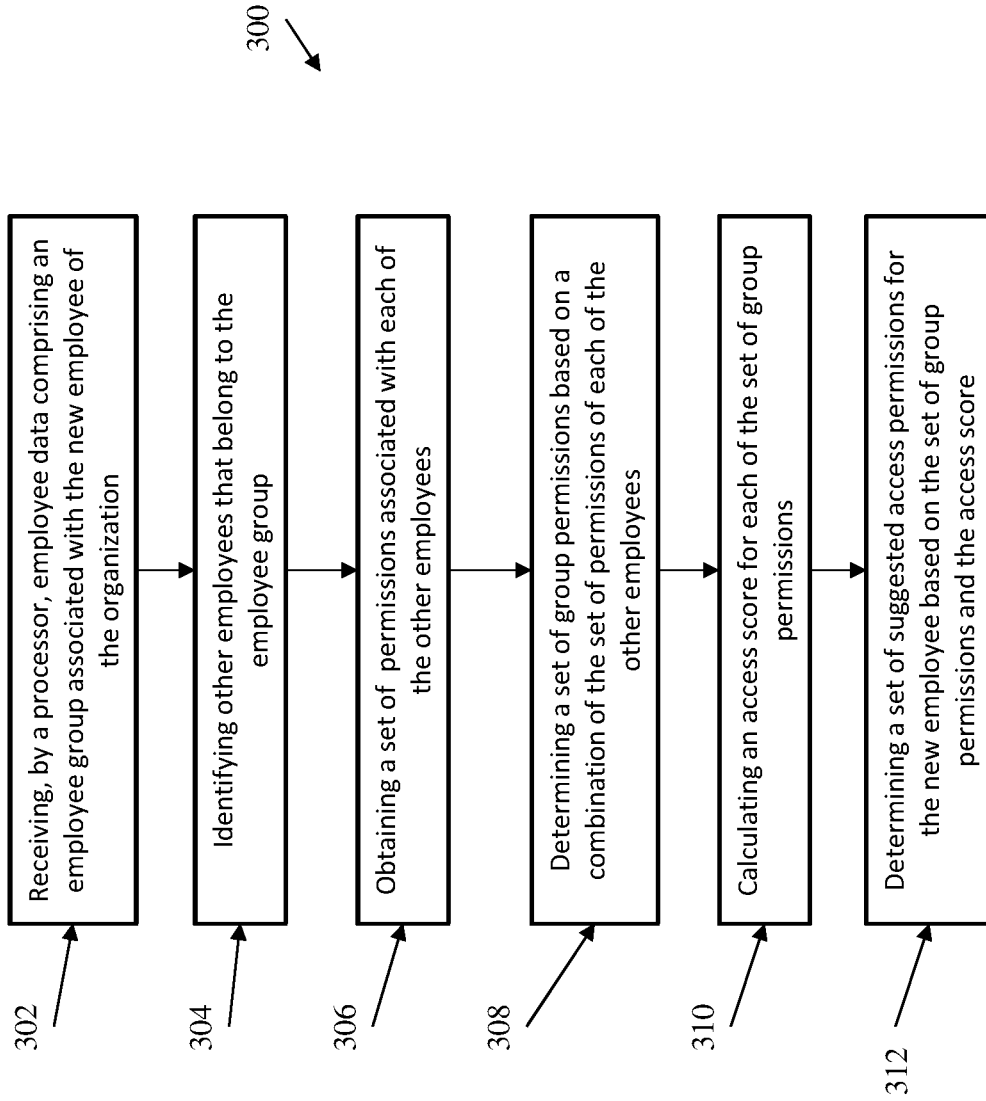 300
302
Receiving, by a processor, employee data comprising an
employee group associated with the new employee of
the organization
304
Identifying other employees that belong to the
employee group
306
Obtaining a set of permissions associated with each of
the other employees
308
Determining a set of group permissions based on a
combination of the set of permissions of each of the
other employees
310
Calculating an access score for each of the set of group
permissions
312
Determining a set of suggested access permissions for
the new employee based on the set of group
permissions and the access score